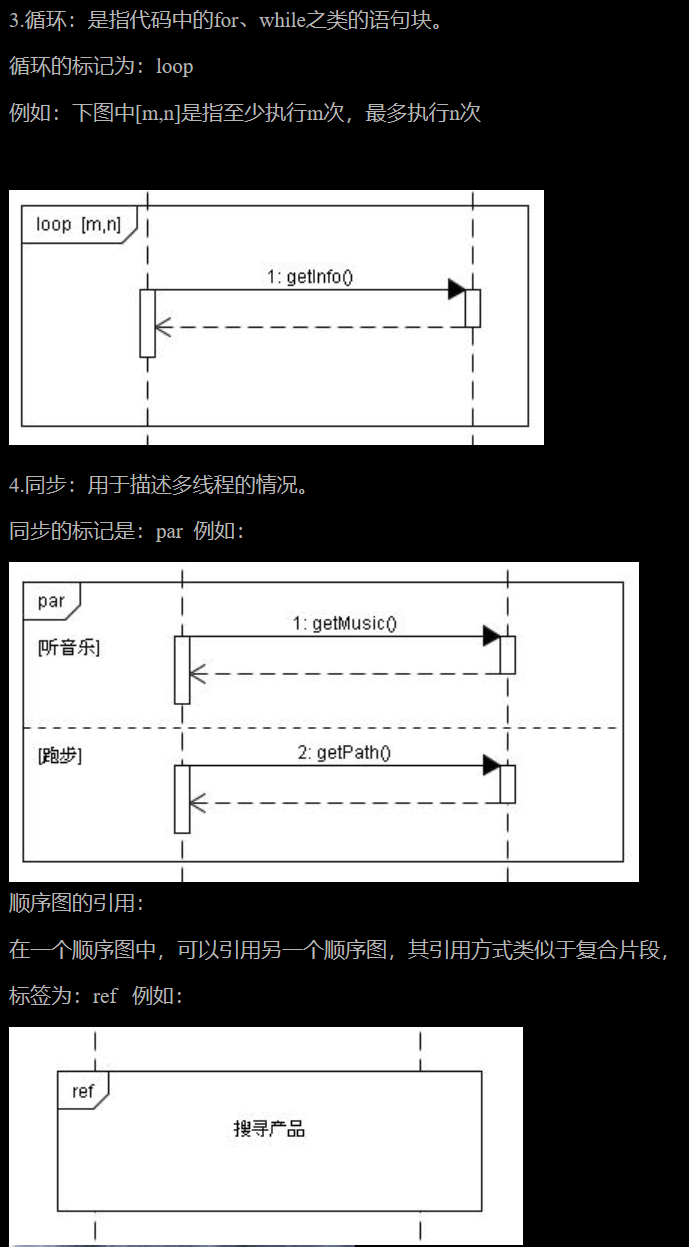 3.循环：是指代码中的for、while之类的语句块。
循环的标记为：loop
例如：下图中[m,n]是指至少执行m次，最多执行n次
loop [m,n]
1: getInfo()
4.同步：用于描述多线程的情况。
同步的标记是：par 例如：
par
1: getMusic()
[听音乐]
2: getPath()
[跑步]
顺序图的引用：
在一个顺序图中，可以引用另一个顺序图，其引用方式类似于复合片段，
标签为：ref 例如：
ref
搜寻产品